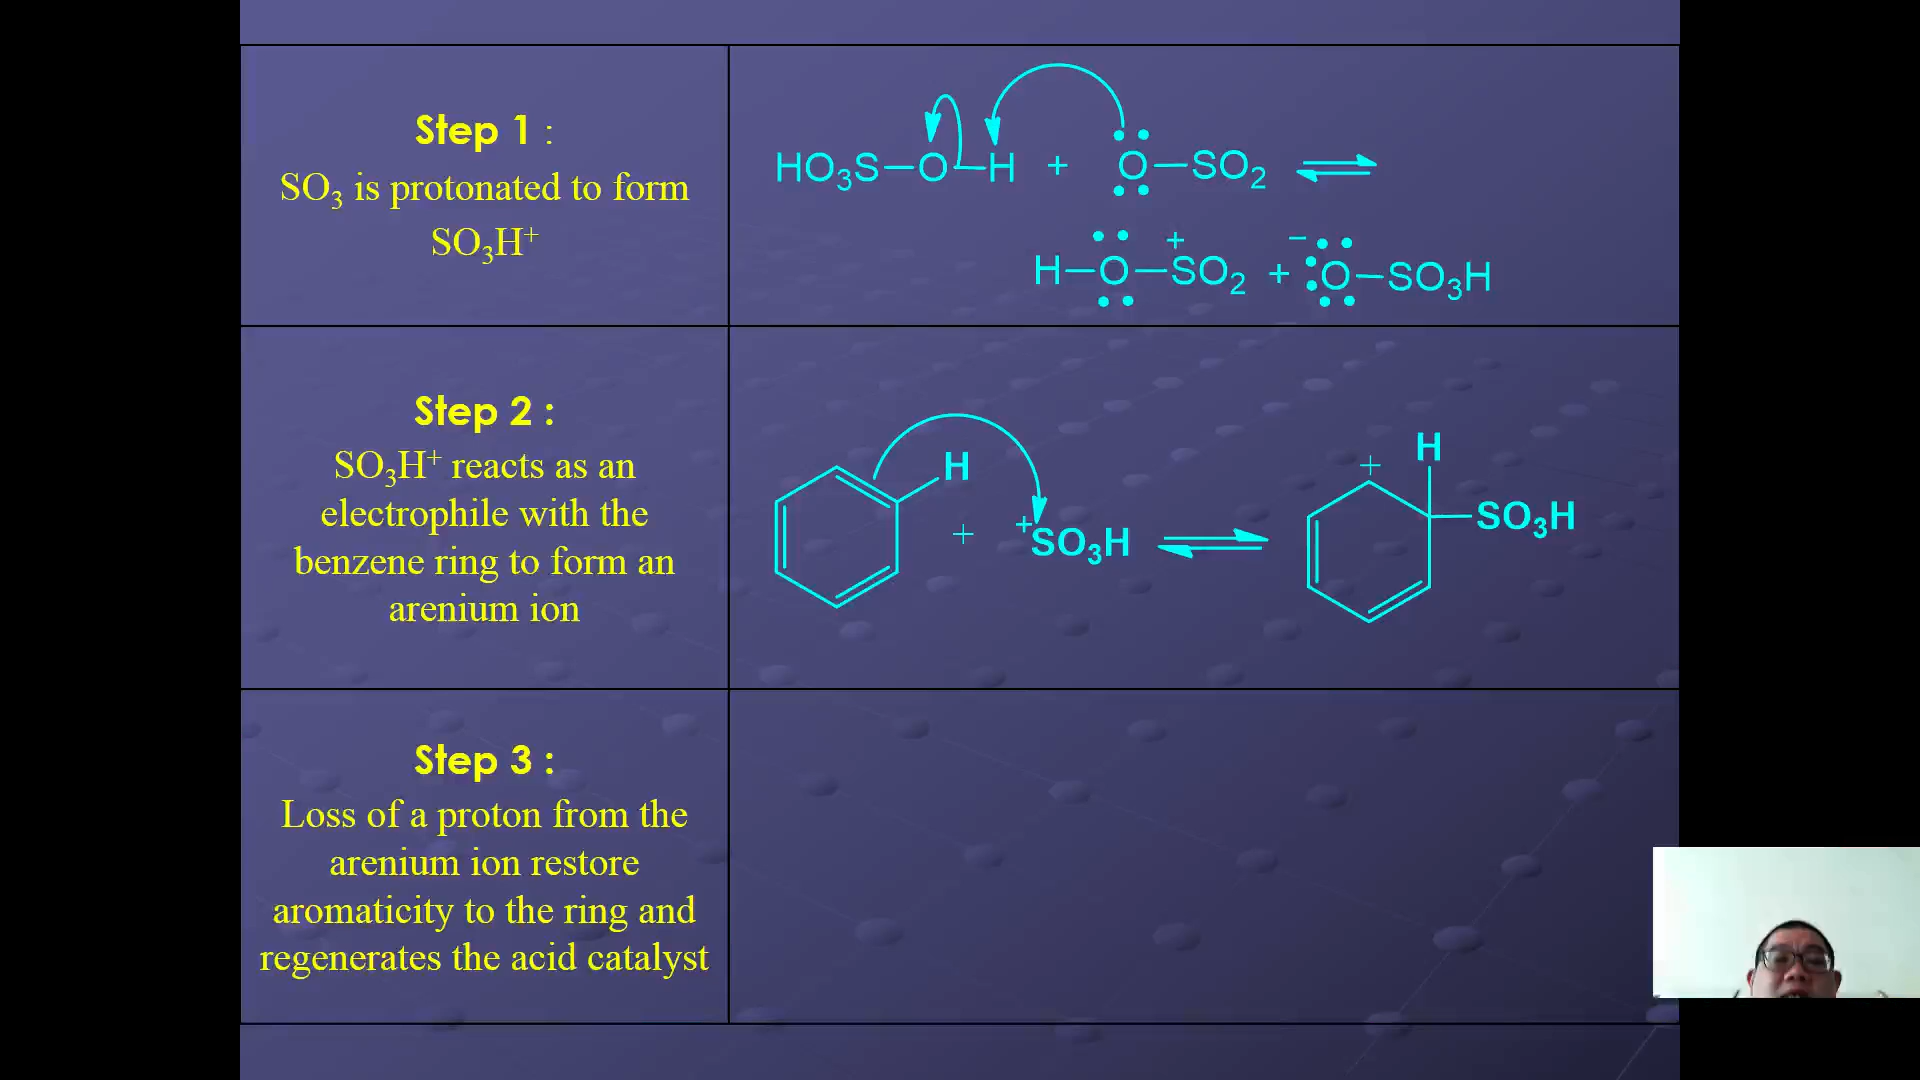 Step 1 :
SO₃ is protonated to form
SO₃H⁺
HO₃S—O—H + O—SO₂ ⇌
H—O—SO₂ + + ⁻O—SO₃H
Step 2 :
SO₃H⁺ reacts as an
electrophile with the
benzene ring to form an
arenium ion
H
+ ⁺SO₃H ⇌
+ H
SO₃H
Step 3 :
Loss of a proton from the
arenium ion restore
aromaticity to the ring and
regenerates the acid catalyst